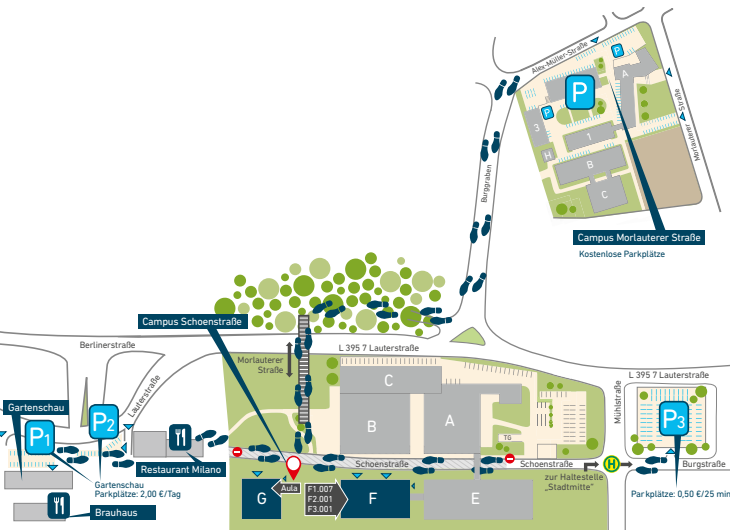 Alex-Müller-Straße
P
A
P
P
3
1
H
B
C
Morlauterer Straße
Burggraben
Campus Morlauterer Straße
Kostenlose Parkplätze
Campus Schoenstraße
Berlinerstraße
L 395 7 Lauterstraße
Morlauterer
Straße
Lauterstraße
L 395 7 Lauterstraße
Mühlstraße
C
B
A
TG
Gartenschau
P1
P2
P3
Restaurant Milano
Schoenstraße
Schoenstraße
H
Burgstraße
zur Haltestelle
„Stadtmitte“
Gartenschau
Parkplätze: 2,00 €/Tag
Brauhaus
G
Aula
F1.001
F2.001
F3.001
F
E
Parkplätze: 0,50 €/25 min